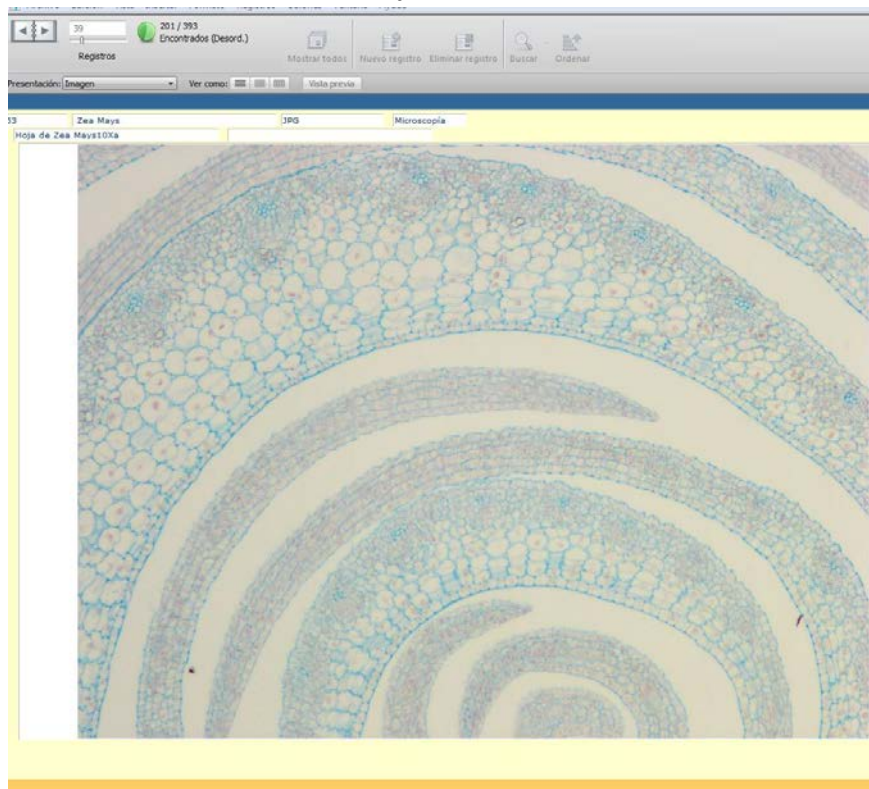 39
201 / 393
Encontrados (Desord.)
Registros
Mostrar todos
Nuevo registro
Eliminar registro
Buscar
Ordenar
Presentación: Imagen
Ver como:
Vista previa
Zea Mays
JPG
Microscopía
Hoja de Zea Mays10Xa